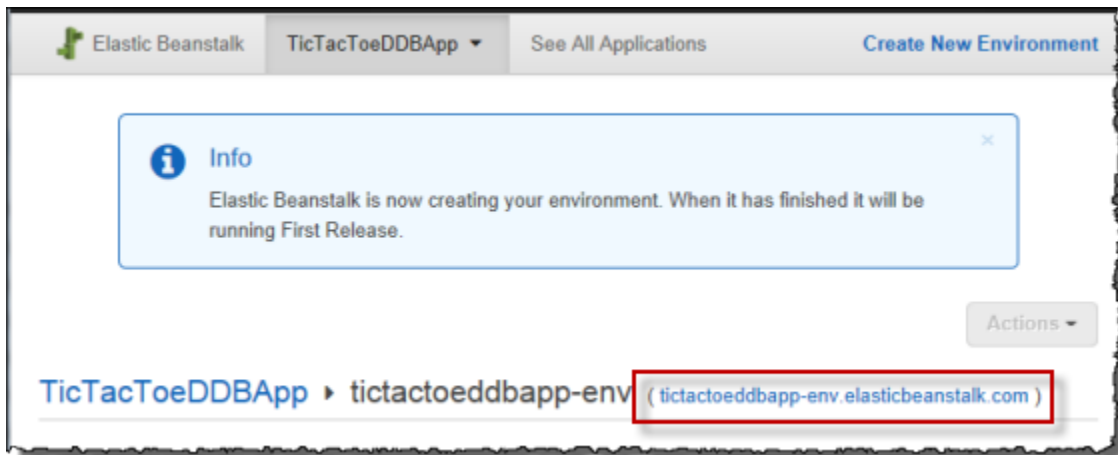 Elastic Beanstalk TicTacToeDDBApp See All Applications Create New Environment
Info
Elastic Beanstalk is now creating your environment. When it has finished it will be
running First Release.
Actions
TicTacToeDDBApp tictactoeddbapp-env ( tictactoeddbapp-env.elasticbeanstalk.com )